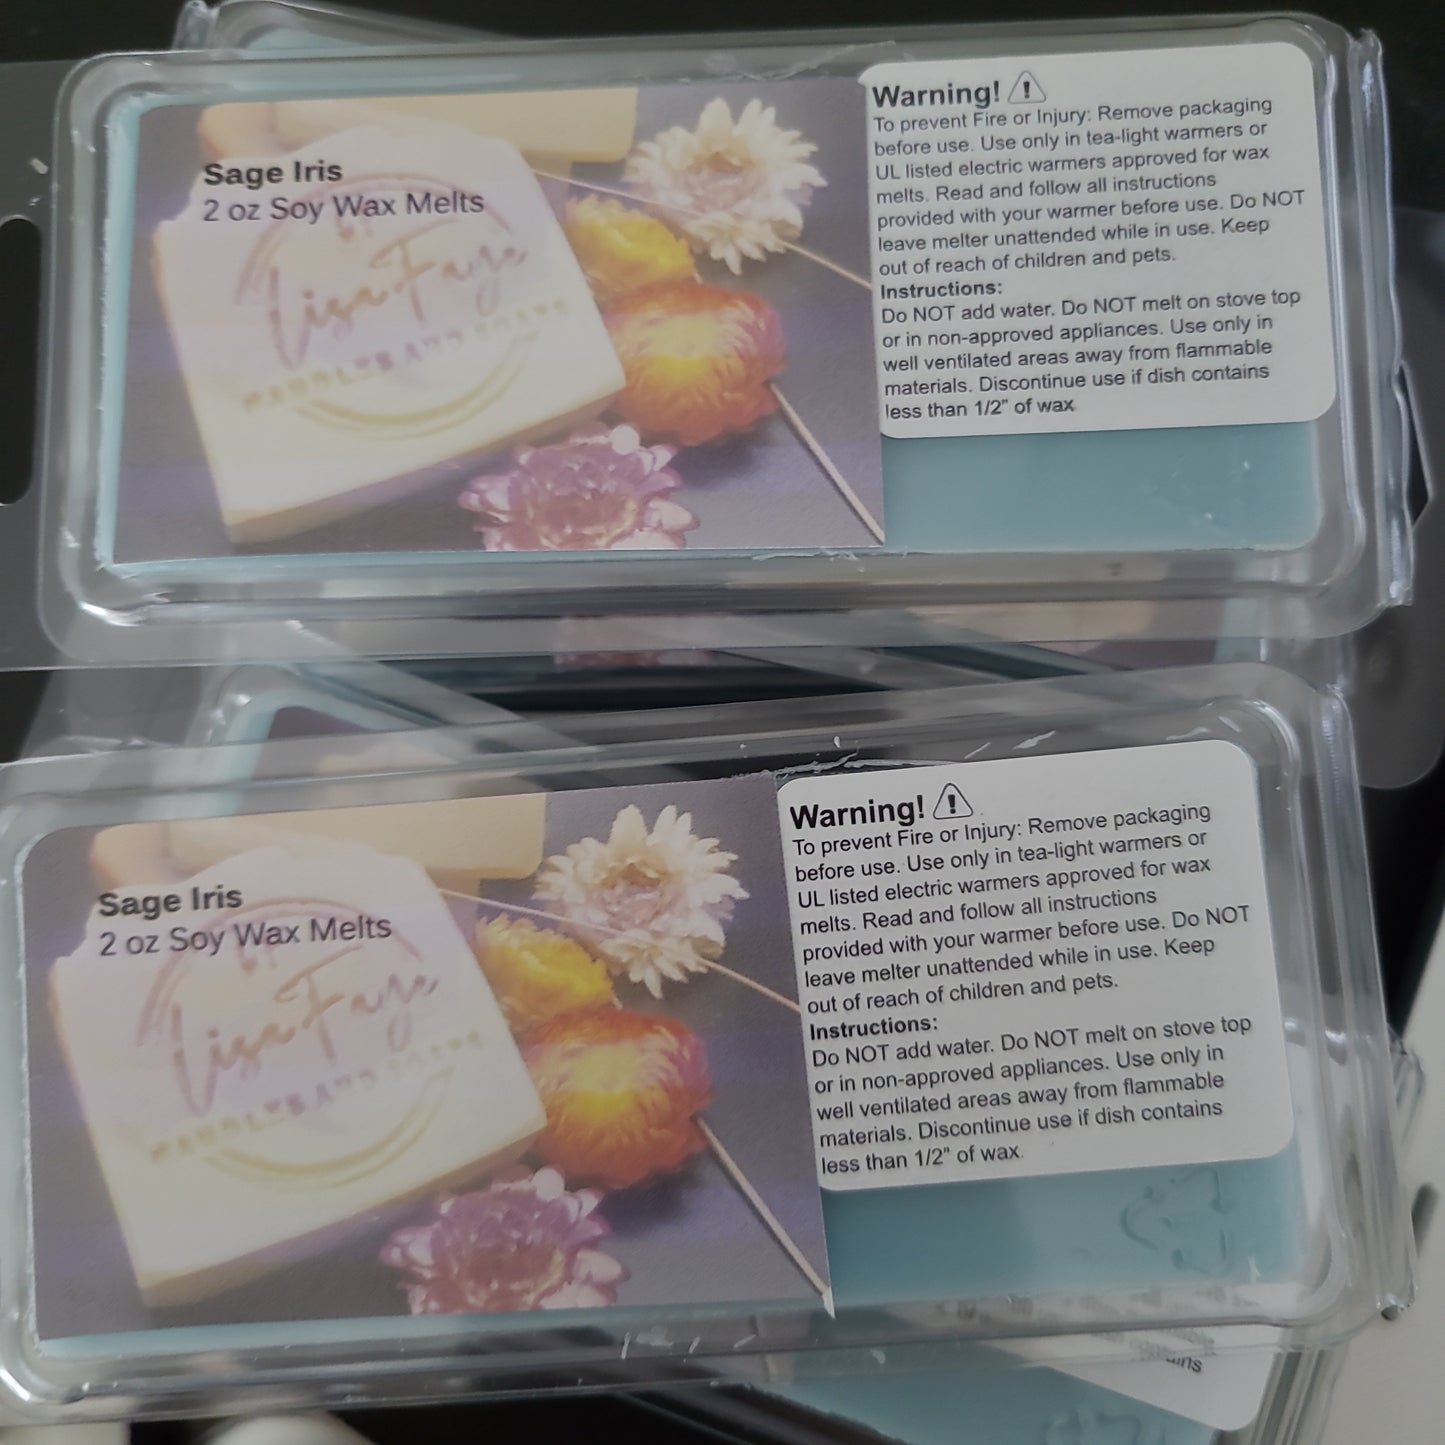 Sage Iris
2 oz Soy Wax Melts
Lisa Faye
CANDLES AND SOAPS
Warning!
To prevent Fire or Injury: Remove packaging
before use. Use only in tea-light warmers or
UL listed electric warmers approved for wax
melts. Read and follow all instructions
provided with your warmer before use. Do NOT
leave melter unattended while in use. Keep
out of reach of children and pets.
Instructions:
Do NOT add water. Do NOT melt on stove top
or in non-approved appliances. Use only in
well ventilated areas away from flammable
materials. Discontinue use if dish contains
less than 1/2" of wax
Sage Iris
2 oz Soy Wax Melts
Lisa Faye
CANDLES AND SOAPS
Warning!
To prevent Fire or Injury: Remove packaging
before use. Use only in tea-light warmers or
UL listed electric warmers approved for wax
melts. Read and follow all instructions
provided with your warmer before use. Do NOT
leave melter unattended while in use. Keep
out of reach of children and pets.
Instructions:
Do NOT add water. Do NOT melt on stove top
or in non-approved appliances. Use only in
well ventilated areas away from flammable
materials. Discontinue use if dish contains
less than 1/2" of wax.